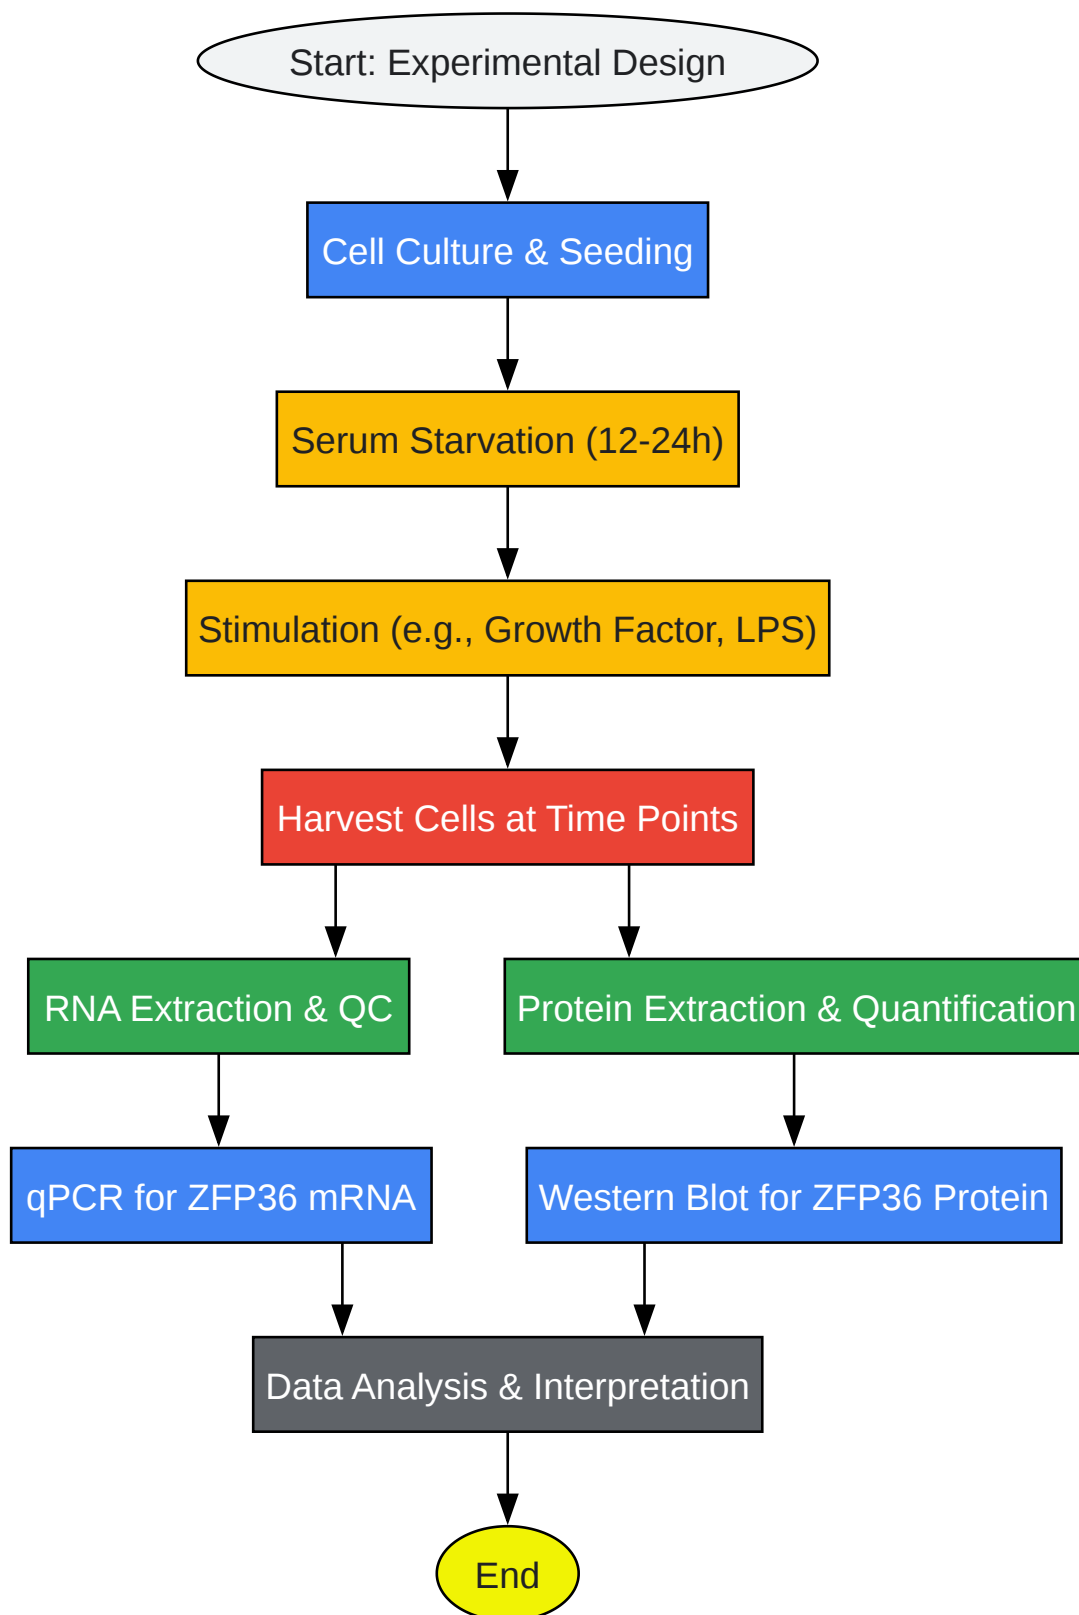 Start: Experimental Design
Cell Culture & Seeding
Serum Starvation (12-24h)
Stimulation (e.g., Growth Factor, LPS)
Harvest Cells at Time Points
RNA Extraction & QC
Protein Extraction & Quantification
qPCR for ZFP36 mRNA
Western Blot for ZFP36 Protein
Data Analysis & Interpretation
End